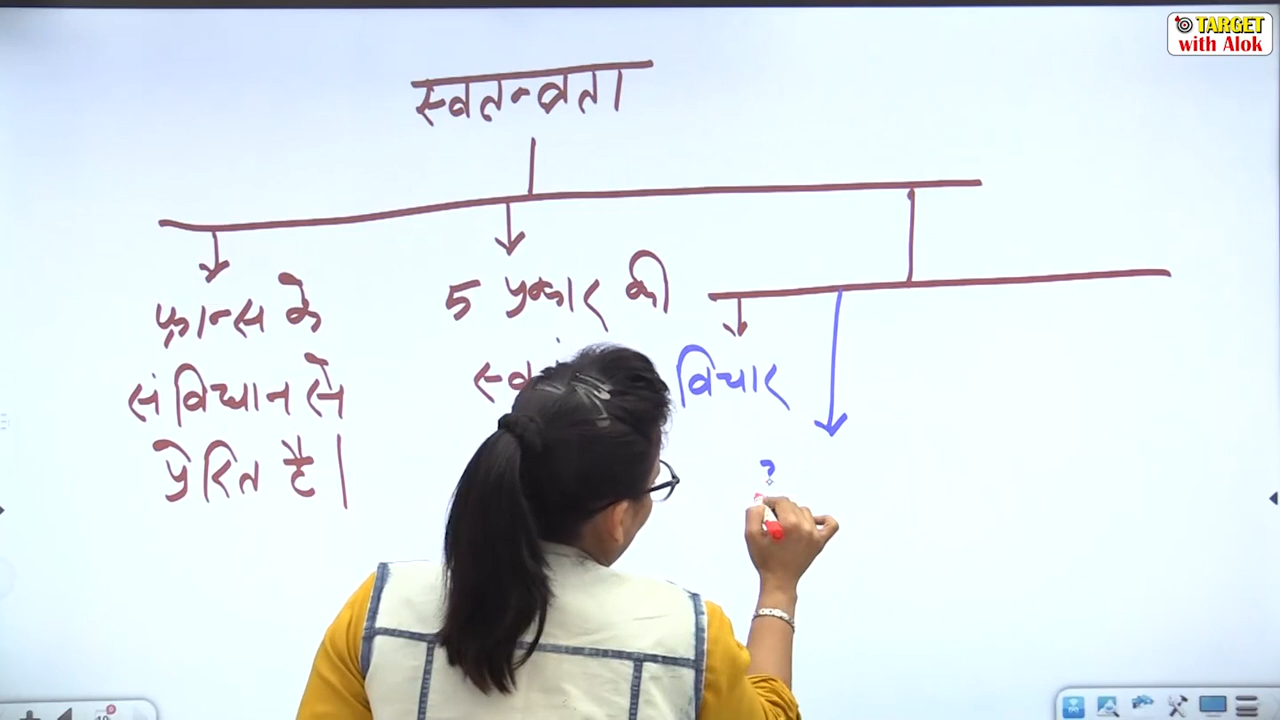 TARGET
with Alok
स्वतन्त्रता
फ्रान्स के
संविधान से
प्रेरित है।
5 प्रकार की
विचार